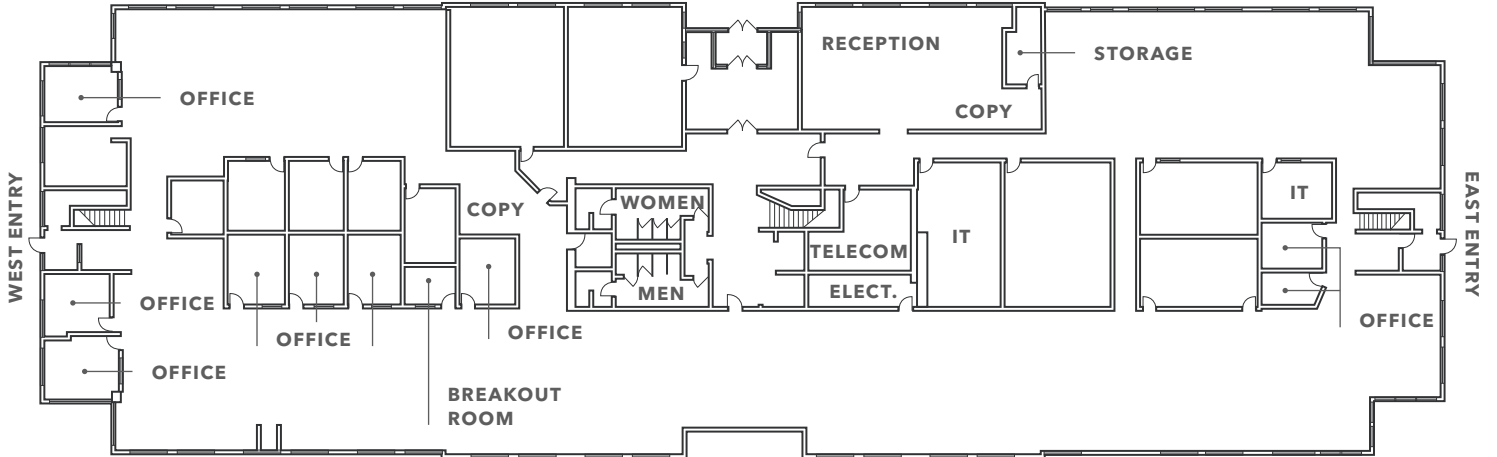 RECEPTION
STORAGE
OFFICE
COPY
WEST ENTRY
EAST ENTRY
WOMEN
COPY
IT
IT
TELECOM
MEN
ELECT.
OFFICE
OFFICE
OFFICE
OFFICE
OFFICE
BREAKOUT
ROOM